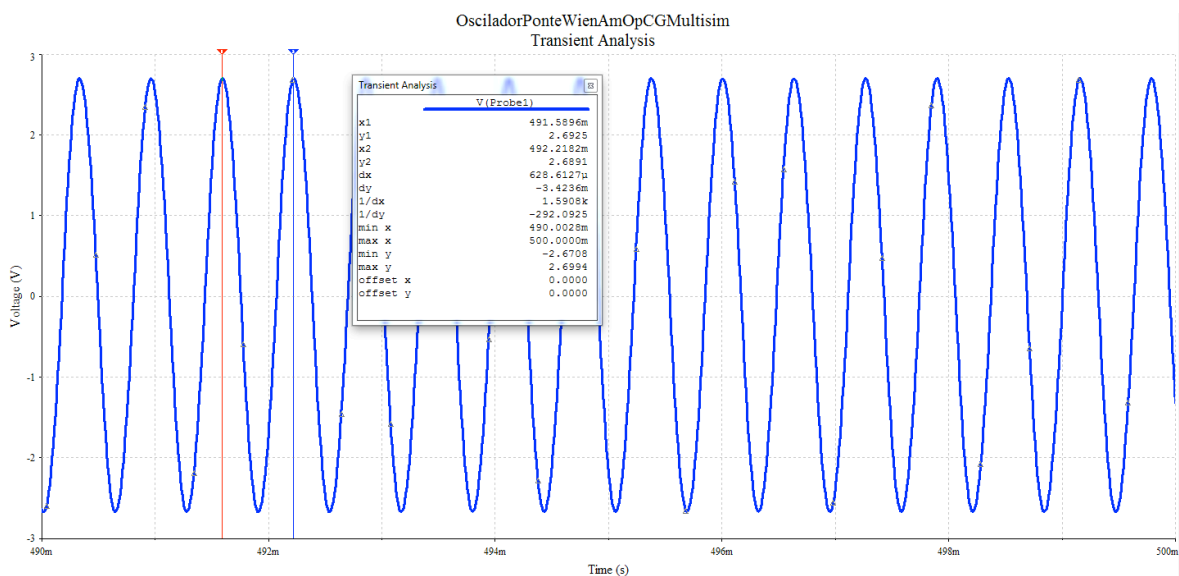 OsciladorPonteWienAmOpCGMultisim
Transient Analysis
3
2
1
0
-1
-2
-3
Voltage (V)
Transient Analysis
V(Probe1)
x1 491.5896m
y1 2.6925
x2 492.2182m
y2 2.6891
dx 628.6127µ
dy -3.4236m
1/dx 1.5908k
1/dy -292.0925
min x 490.0028m
max x 500.0000m
min y -2.6708
max y 2.6994
offset x 0.0000
offset y 0.0000
490m 492m 494m 496m 498m 500m
Time (s)